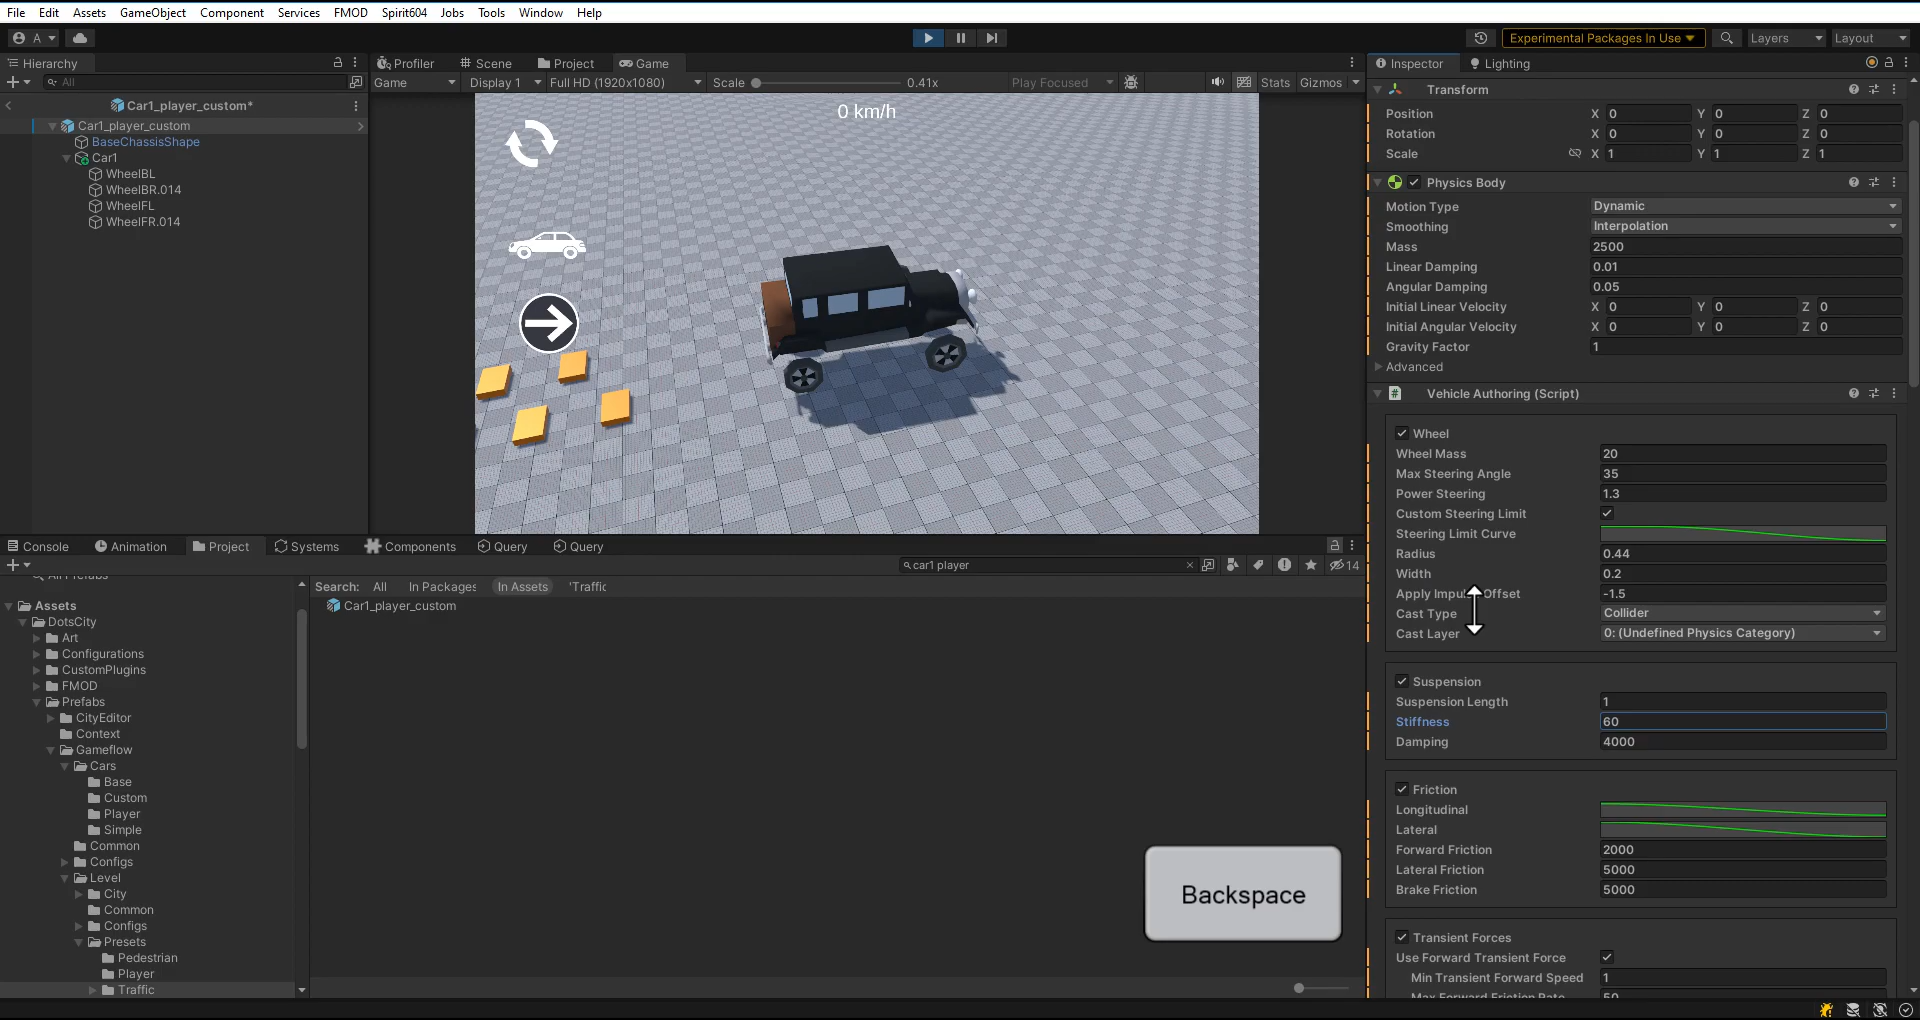 File Edit Assets GameObject Component Services FMOD Spirit604 Jobs Tools Window Help
A Experimental Packages In Use Layers Layout
Hierarchy Profiler Scene Project Game Inspector Lighting
All Game Display 1 Full HD (1920x1080) Scale 0.41x Play Focused Stats Gizmos
Car1_player_custom*
Car1_player_custom
BaseChassisShape
Car1
WheelBL
WheelBR.014
WheelFL
WheelFR.014
0 km/h
Transform
Position X 0 Y 0 Z 0
Rotation X 0 Y 0 Z 0
Scale X 1 Y 1 Z 1
Physics Body
Motion Type Dynamic
Smoothing Interpolation
Mass 2500
Linear Damping 0.01
Angular Damping 0.05
Initial Linear Velocity X 0 Y 0 Z 0
Initial Angular Velocity X 0 Y 0 Z 0
Gravity Factor 1
Advanced
Vehicle Authoring (Script)
Wheel
Wheel Mass 20
Max Steering Angle 35
Power Steering 1.3
Custom Steering Limit
Steering Limit Curve
Radius 0.44
Width 0.2
Apply Impu Offset -1.5
Cast Type Collider
Cast Layer 0: (Undefined Physics Category)
Suspension
Suspension Length 1
Stiffness 60
Damping 4000
Friction
Longitudinal
Lateral
Forward Friction 2000
Lateral Friction 5000
Brake Friction 5000
Transient Forces
Use Forward Transient Force
Min Transient Forward Speed 1
Max Forward Friction Rate 50
Console Animation Project Systems Components Query Query
car1 player 14
All Prefabs
Search: All In Packages In Assets 'Traffic
Car1_player_custom
Assets
DotsCity
Art
Configurations
CustomPlugins
FMOD
Prefabs
CityEditor
Context
Gameflow
Cars
Base
Custom
Player
Simple
Common
Configs
Level
City
Common
Configs
Presets
Pedestrian
Player
Traffic
Backspace